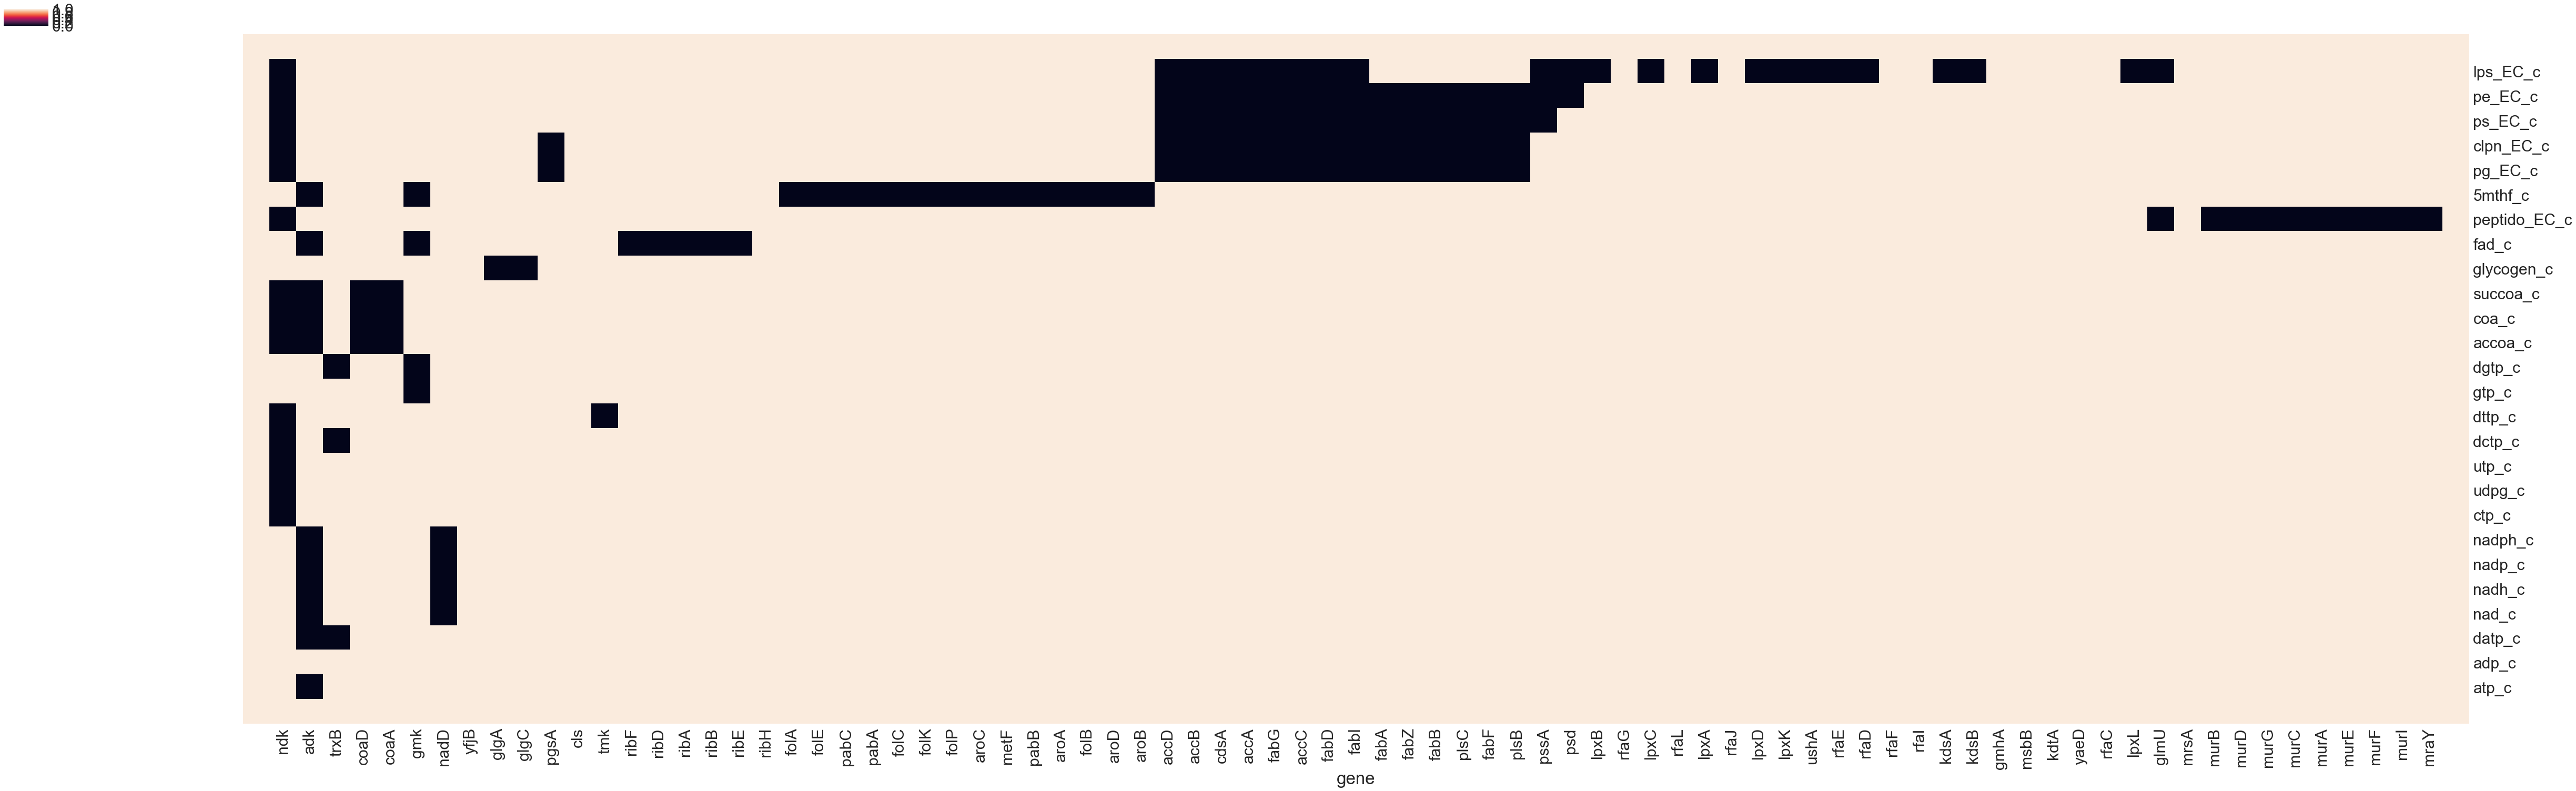 1.0
0.0
lps_EC_c
pe_EC_c
ps_EC_c
clpn_EC_c
pg_EC_c
5mthf_c
peptido_EC_c
fad_c
glycogen_c
succoa_c
coa_c
accoa_c
dgtp_c
gtp_c
dttp_c
dctp_c
utp_c
udpg_c
ctp_c
nadph_c
nadp_c
nadh_c
nad_c
datp_c
adp_c
atp_c
ndk
adk
trxB
coaD
coaA
gmk
nadD
yfjB
glgA
glgC
pgsA
cls
tmk
ribF
ribD
ribA
ribB
ribE
ribH
folA
folE
pabC
pabA
folC
folK
folP
aroC
metF
pabB
aroA
folB
aroD
aroB
accD
accB
cdsA
accA
fabG
accC
fabD
fabI
fabA
fabZ
fabB
plsC
fabF
plsB
pssA
psd
lpxB
rfaG
lpxC
rfaL
lpxA
rfaJ
lpxD
lpxK
ushA
rfaE
rfaD
rfaF
rfaI
kdsA
kdsB
gmhA
msbB
kdtA
yaeD
rfaC
lpxL
glmU
mrsA
murB
murD
murG
murC
murA
murE
murF
murI
mraY
gene